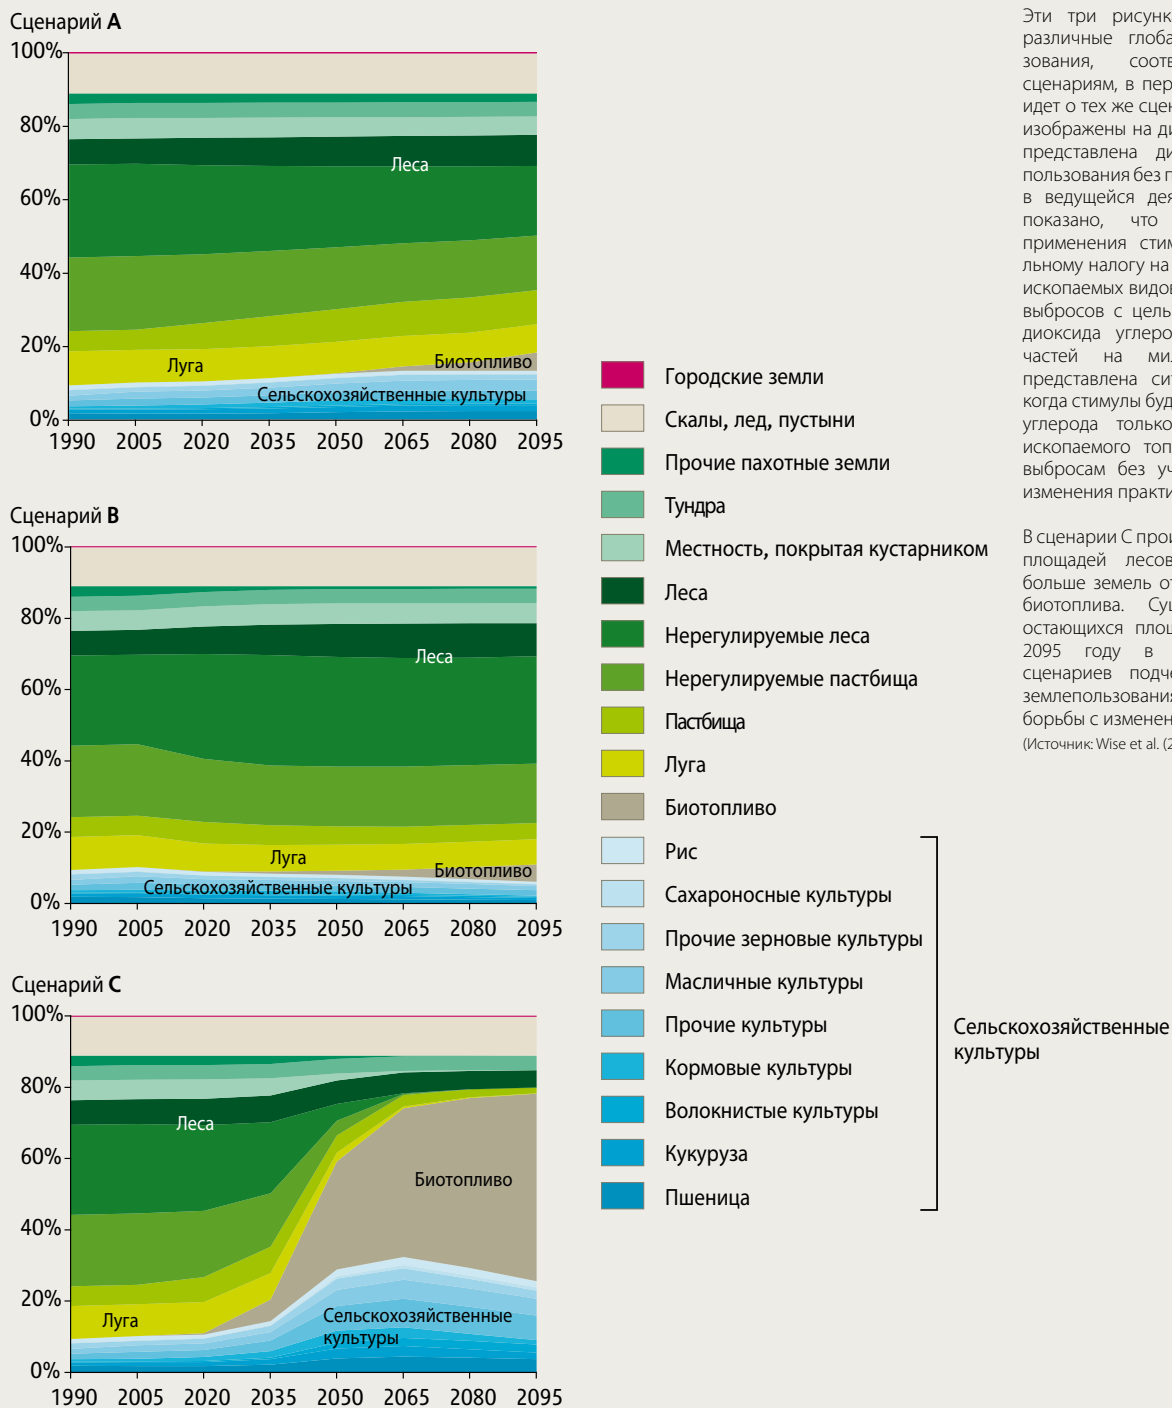 Сценарий A
100%
80%
60%
40%
20%
0%
Леса
Луга
Биотопливо
Сельскохозяйственные культуры
1990 2005 2020 2035 2050 2065 2080 2095
Сценарий B
100%
80%
60%
40%
20%
0%
Леса
Луга
Биотопливо
Сельскохозяйственные культуры
1990 2005 2020 2035 2050 2065 2080 2095
Сценарий C
100%
80%
60%
40%
20%
0%
Леса
Биотопливо
Луга
Сельскохозяйственные
культуры
1990 2005 2020 2035 2050 2065 2080 2095
Городские земли
Скалы, лед, пустыни
Прочие пахотные земли
Тундра
Местность, покрытая кустарником
Леса
Нерегулируемые леса
Нерегулируемые пастбища
Пастбища
Луга
Биотопливо
Рис
Сахароносные культуры
Прочие зерновые культуры
Масличные культуры
Прочие культуры
Кормовые культуры
Волокнистые культуры
Кукуруза
Пшеница
Сельскохозяйственные
культуры
Эти три рисунк
различные глоба
зования, соотв
сценариям, в пер
идет о тех же сцен
изображены на ди
представлена ди
пользования без п
в ведущейся дея
показано, что
применения стим
льному налогу на
ископаемых видов
выбросов с цель
диоксида углеро
частей на ми
представлена сит
когда стимулы буд
углерода только
ископаемого топ
выбросам без уч
изменения практи
В сценарии C прои
площадей лесов
больше земель от
биотоплива. Сущ
остающихся площ
2095 году в
сценариев подче
землепользования
борьбы с изменен
(Источник: Wise et al. (2